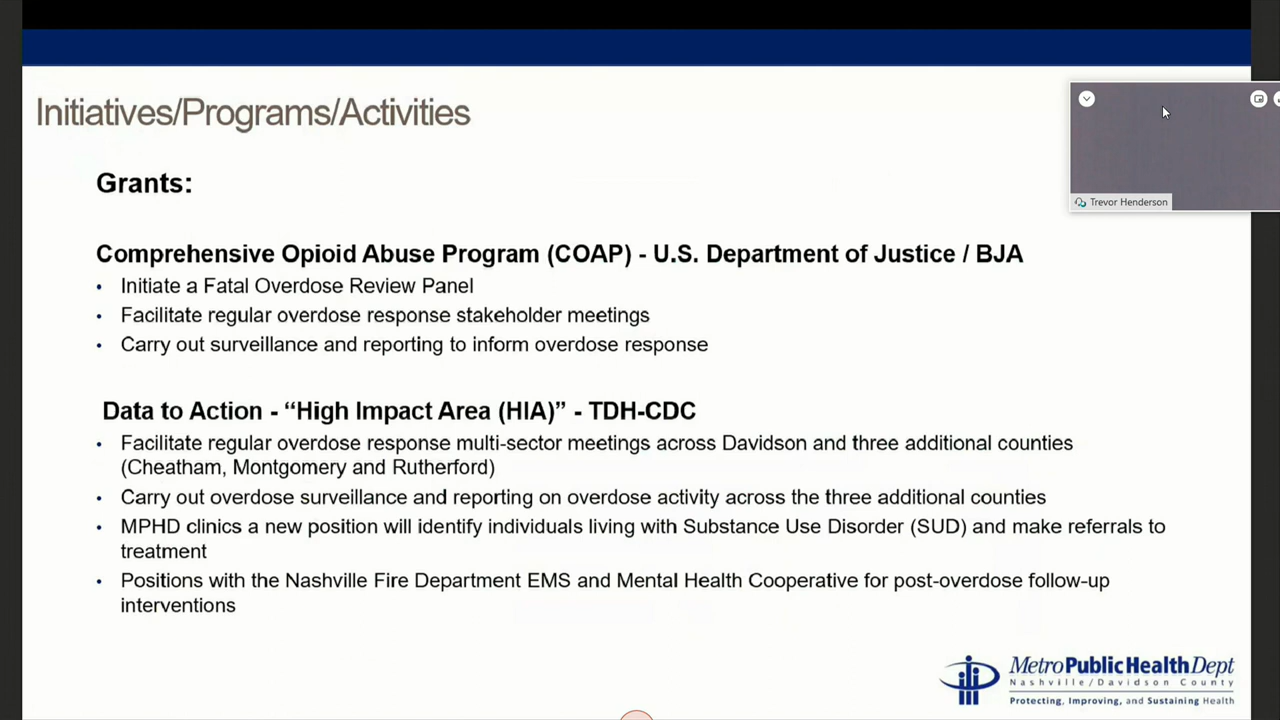 Initiatives/Programs/Activities
Trevor Henderson
Grants:
Comprehensive Opioid Abuse Program (COAP) - U.S. Department of Justice / BJA
• Initiate a Fatal Overdose Review Panel
• Facilitate regular overdose response stakeholder meetings
• Carry out surveillance and reporting to inform overdose response
Data to Action - “High Impact Area (HIA)” - TDH-CDC
• Facilitate regular overdose response multi-sector meetings across Davidson and three additional counties
(Cheatham, Montgomery and Rutherford)
• Carry out overdose surveillance and reporting on overdose activity across the three additional counties
• MPHD clinics a new position will identify individuals living with Substance Use Disorder (SUD) and make referrals to
treatment
• Positions with the Nashville Fire Department EMS and Mental Health Cooperative for post-overdose follow-up
interventions
Metro Public Health Dept
Nashville/Davidson County
Protecting, Improving, and Sustaining Health